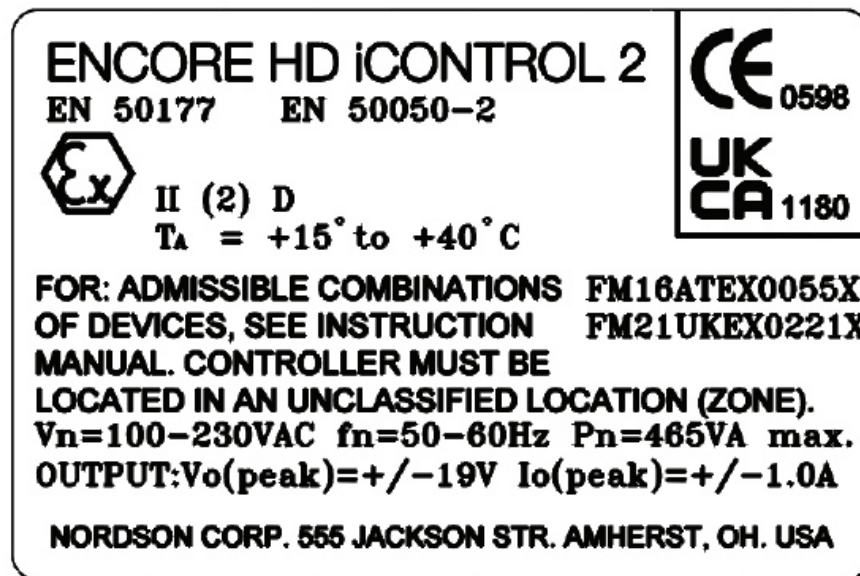 ENCORE HD iCONTROL 2
EN 50177 EN 50050-2
CE 0598
Ex
II (2) D
UK
CA 1180
TA = +15° to +40°C
FOR: ADMISSIBLE COMBINATIONS FM16ATEX0055X
OF DEVICES, SEE INSTRUCTION FM21UKEX0221X
MANUAL. CONTROLLER MUST BE
LOCATED IN AN UNCLASSIFIED LOCATION (ZONE).
Vn=100-230VAC fn=50-60Hz Pn=465VA max.
OUTPUT:Vo(peak)=+/-19V Io(peak)=+/-1.0A
NORDSON CORP. 555 JACKSON STR. AMHERST, OH. USA